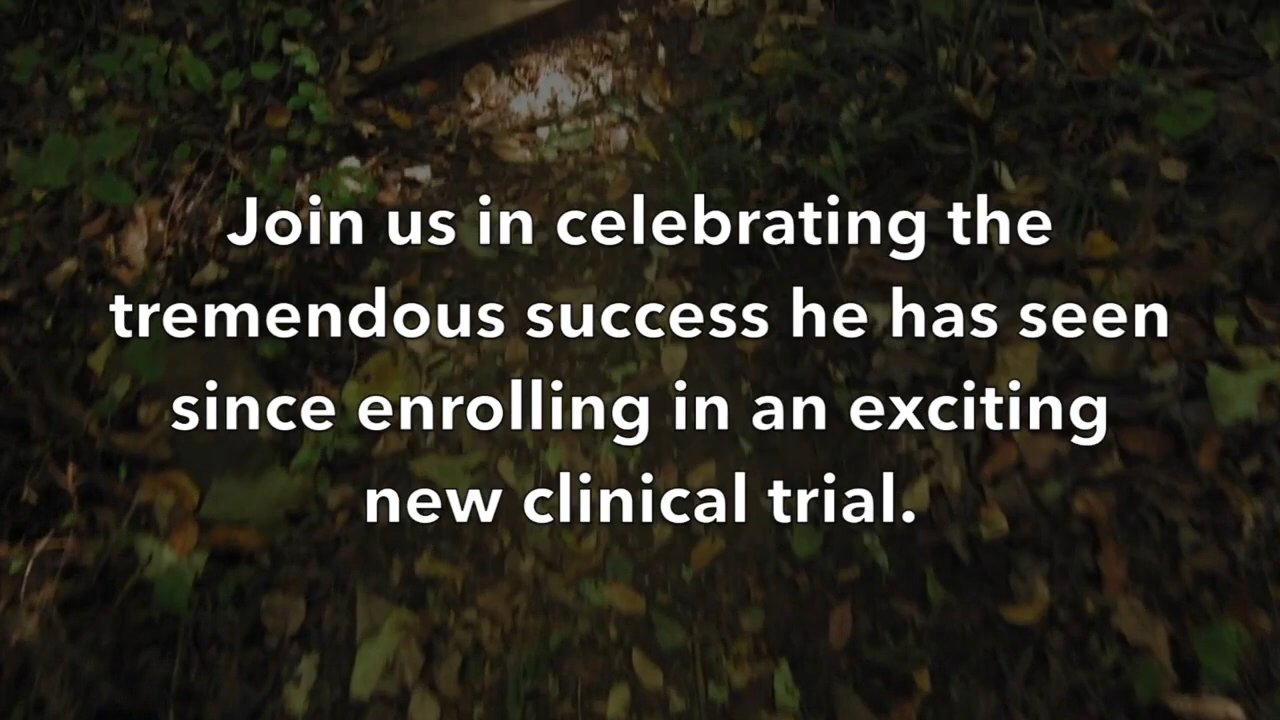 Join us in celebrating the
tremendous success he has seen
since enrolling in an exciting
new clinical trial.